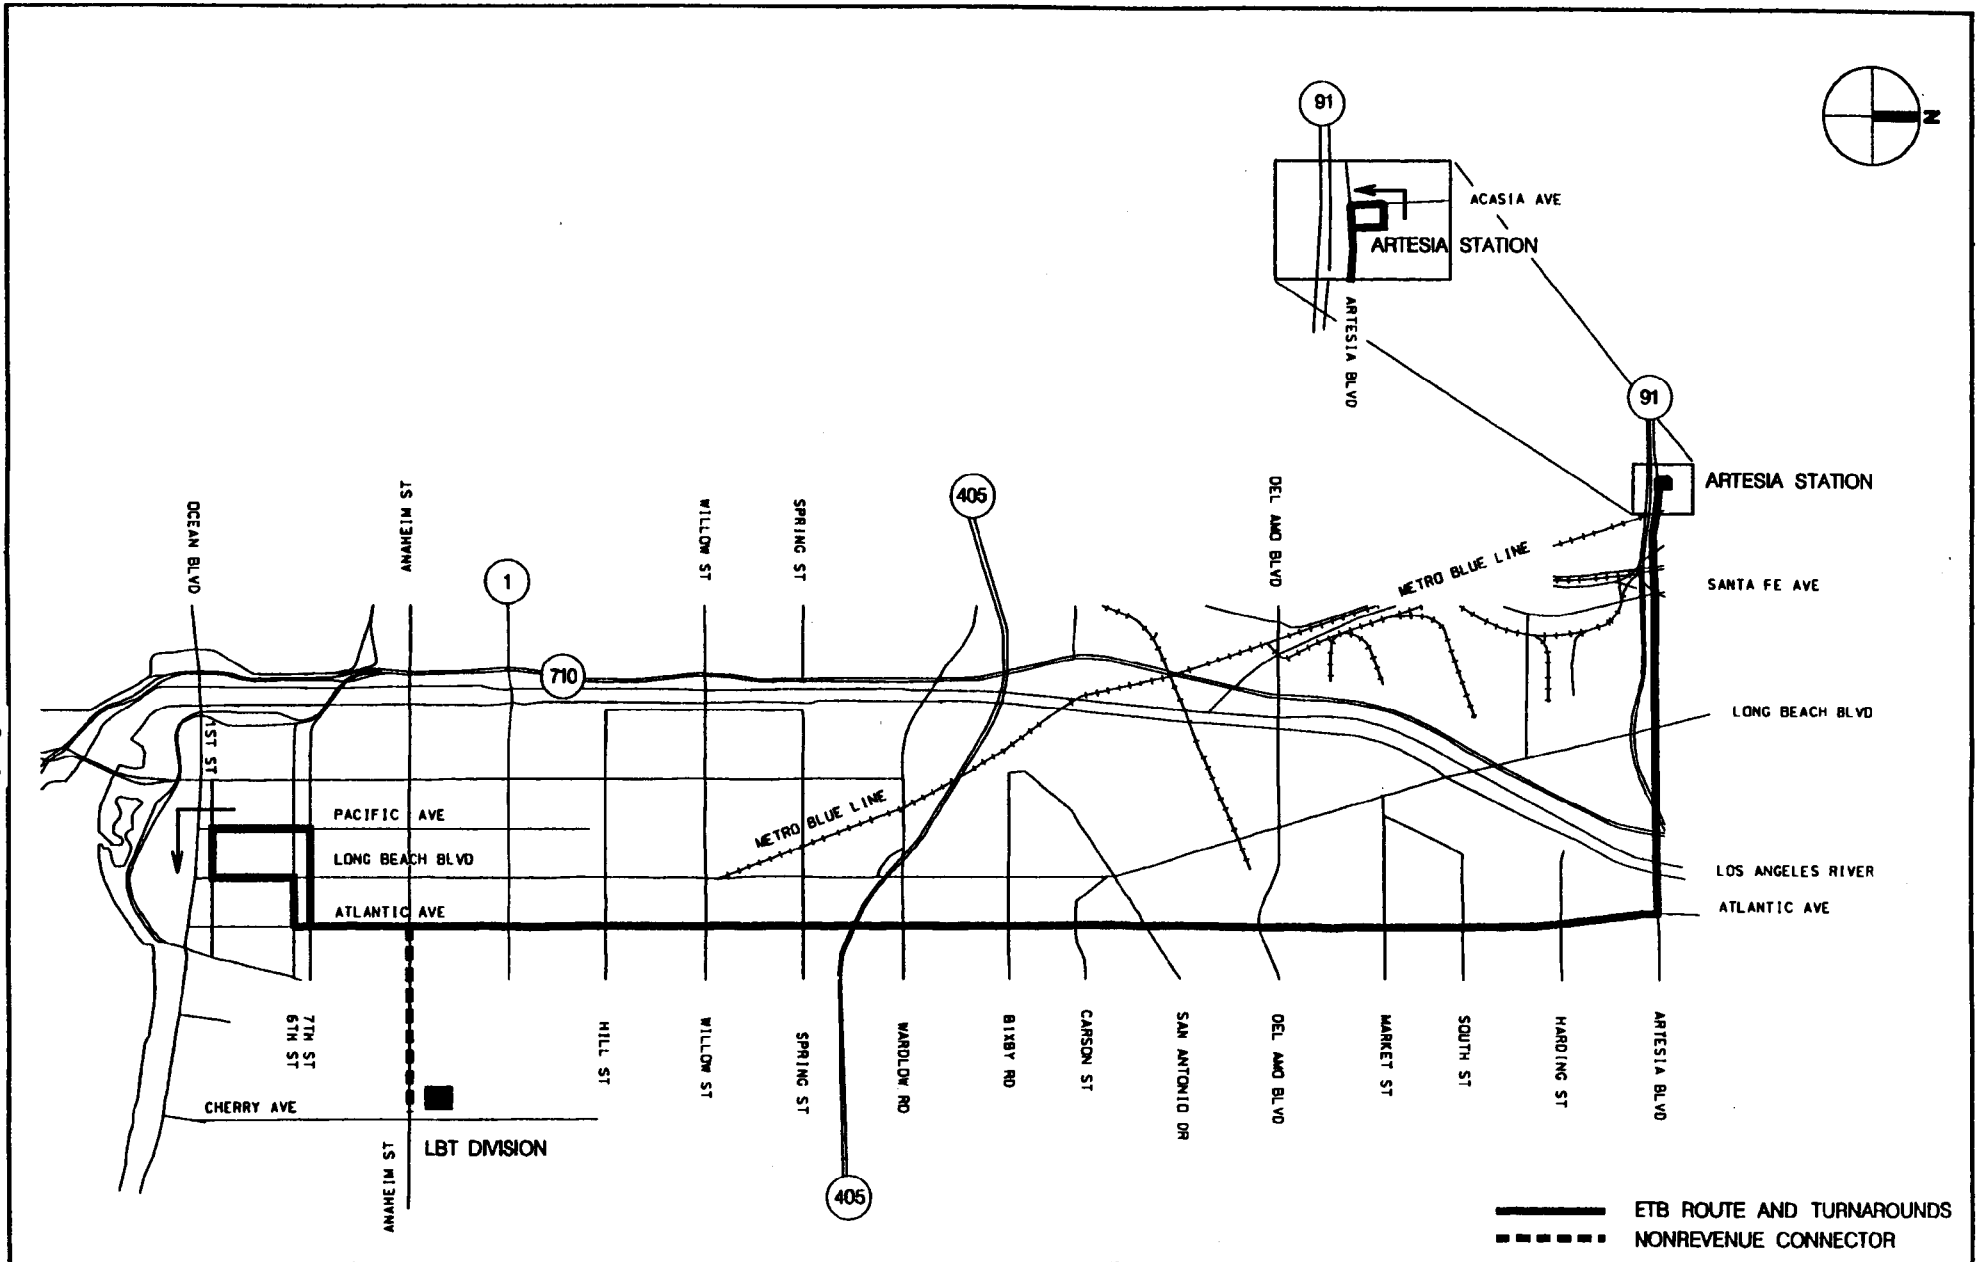 91
N
ACASIA AVE
ARTESIA STATION
ARTESIA BLVD
91
ARTESIA STATION
405
OCEAN BLVD
ANAHEIM ST
WILLOW ST
SPRING ST
DEL AMO BLVD
1
METRO BLUE LINE
SANTA FE AVE
710
1ST ST
LONG BEACH BLVD
METRO BLUE LINE
PACIFIC AVE
LONG BEACH BLVD
LOS ANGELES RIVER
ATLANTIC AVE
ATLANTIC AVE
6TH ST
7TH ST
HILL ST
WILLOW ST
SPRING ST
WARDLOW RD
BIXBY RD
CARSON ST
SAN ANTONIO DR
DEL AMO BLVD
MARKET ST
SOUTH ST
HARDING ST
ARTESIA BLVD
CHERRY AVE
LBT DIVISION
ANAHEIM ST
405
ETB ROUTE AND TURNAROUNDS
NONREVENUE CONNECTOR